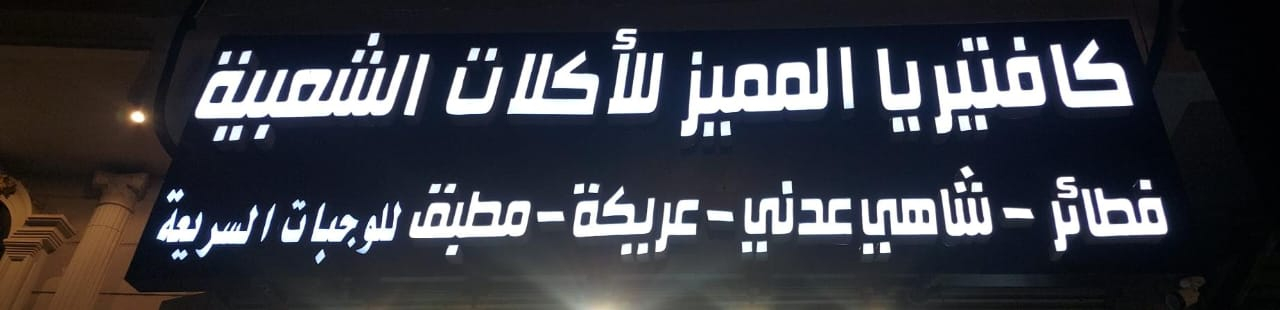 كافتيريا المميز للأكلات الشعبية
فطائر - شاهي عدني - عريكة - مطبق للوجبات السريعة